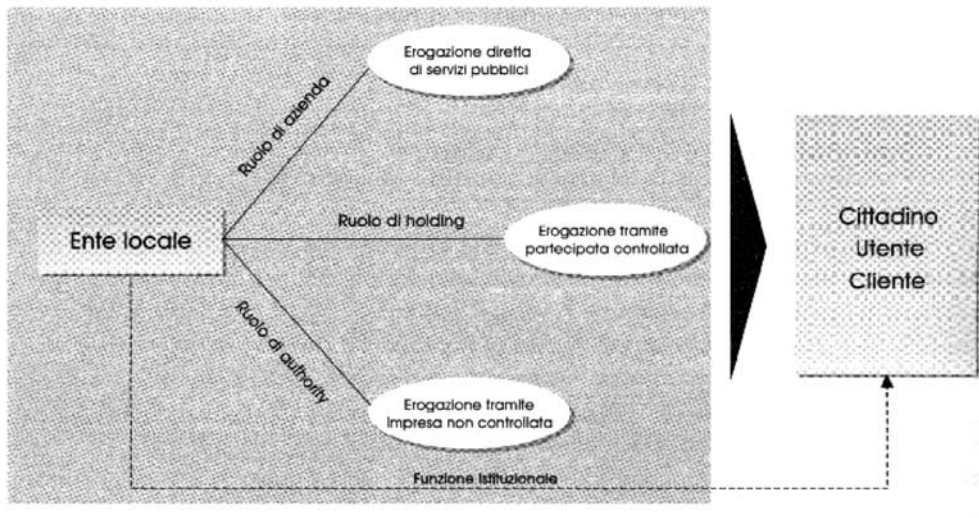 Erogazione diretta
di servizi pubblici
Ruolo di azienda
Ente locale
Ruolo di holding
Erogazione tramite
partecipata controllata
Cittadino
Utente
Cliente
Ruolo di authority
Erogazione tramite
impresa non controllata
Funzione istituzionale